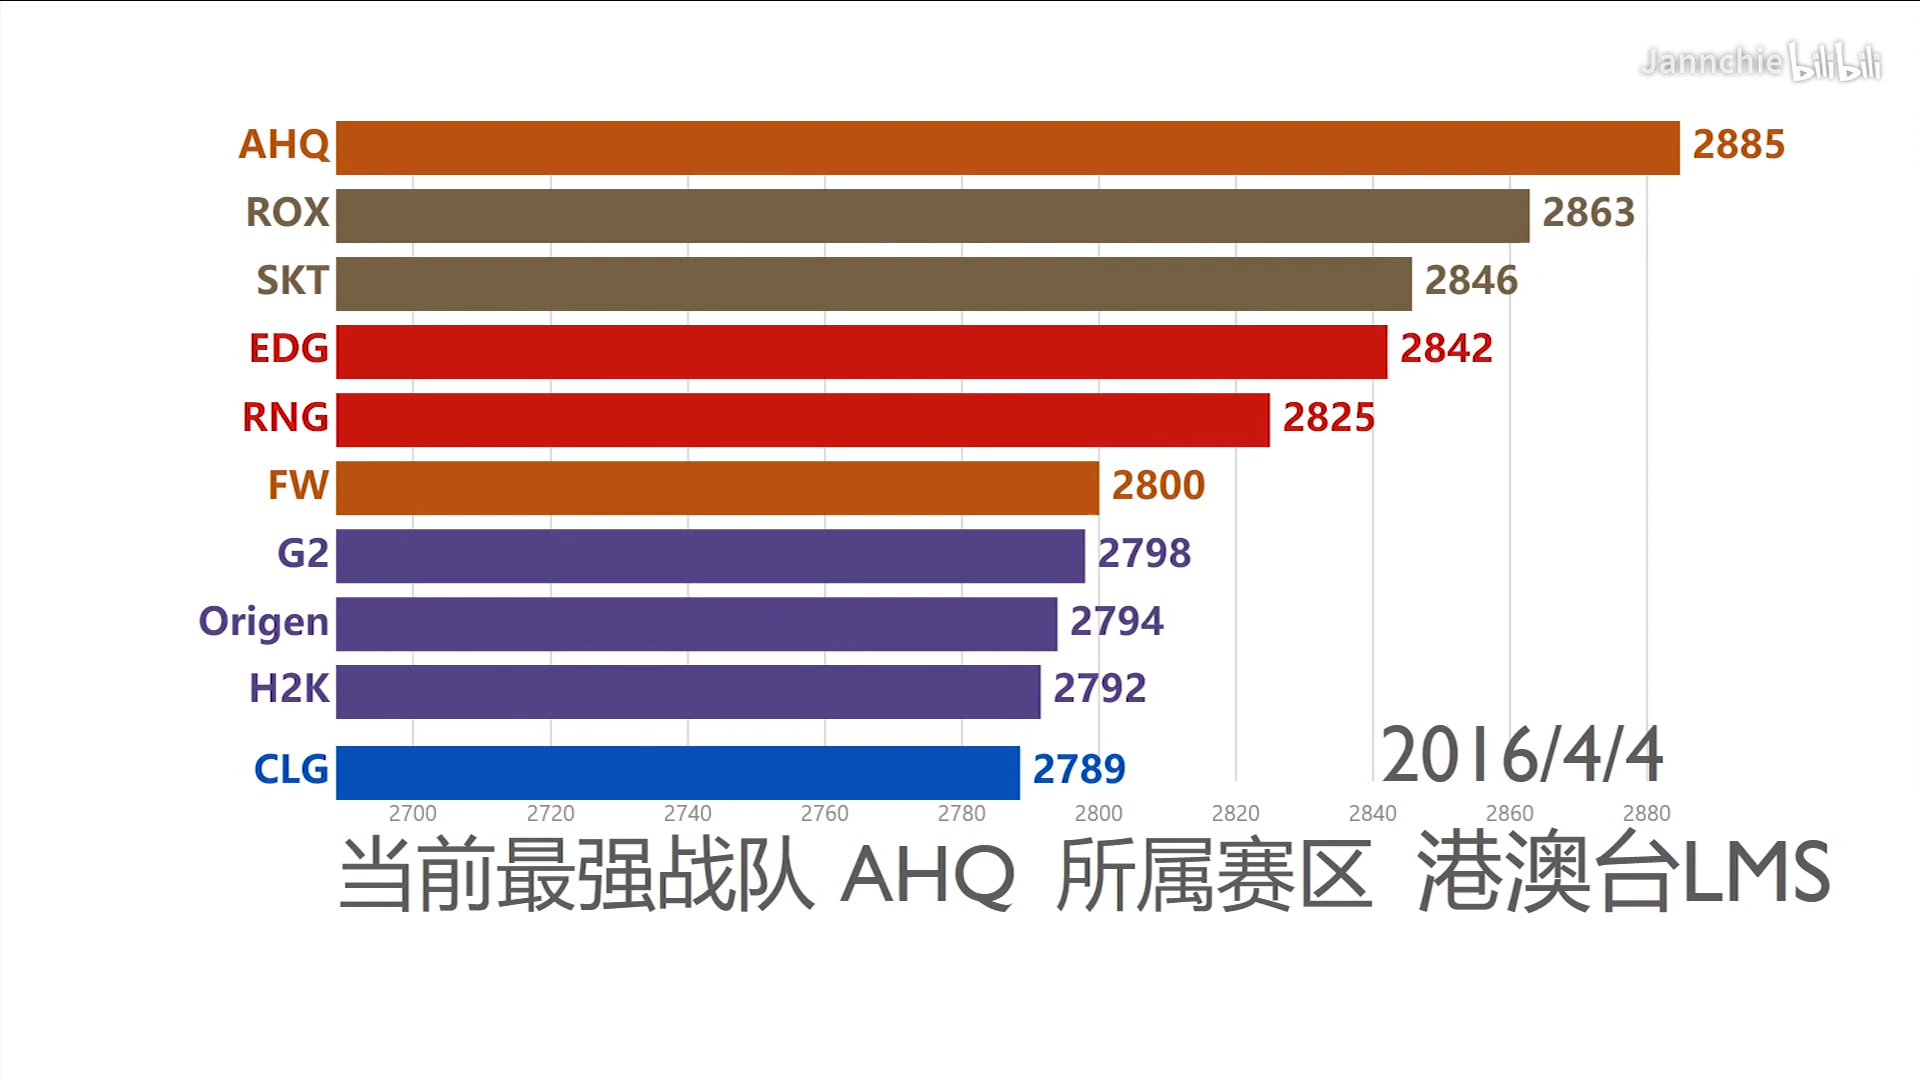 Jannchie bilibili
AHQ 2885
ROX 2863
SKT 2846
EDG 2842
RNG 2825
FW 2800
G2 2798
Origen 2794
H2K 2792
2016/4/4
CLG 2789
2700 2720 2740 2760 2780 2800 2820 2840 2860 2880
当前最强战队 AHQ 所属赛区 港澳台LMS